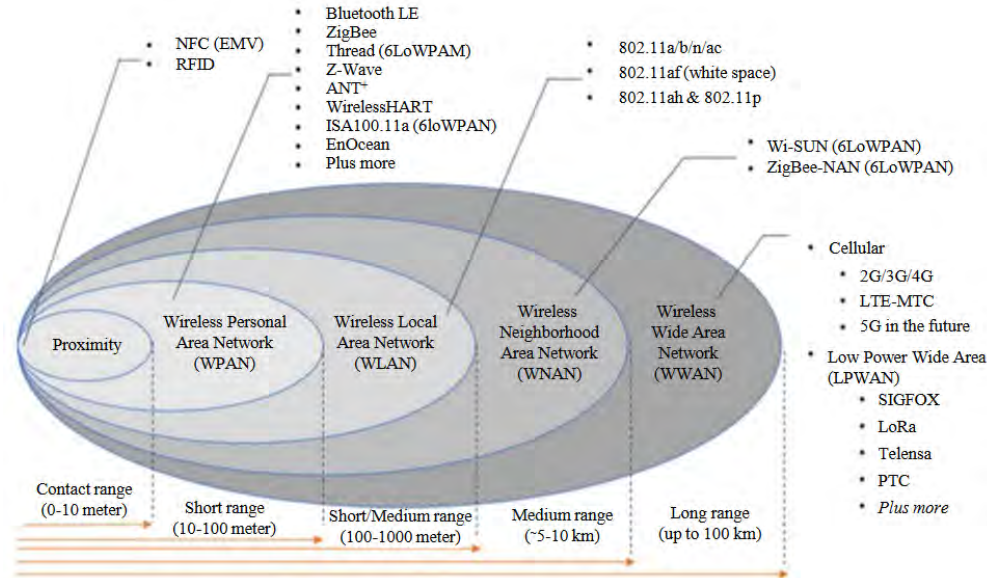 NFC (EMV)
RFID
Bluetooth LE
ZigBee
Thread (6LoWPAM)
Z-Wave
ANT+
WirelessHART
ISA100.11a (6loWPAN)
EnOcean
Plus more
802.11a/b/n/ac
802.11af (white space)
802.11ah & 802.11p
Wi-SUN (6LoWPAN)
ZigBee-NAN (6LoWPAN)
Cellular
2G/3G/4G
LTE-MTC
5G in the future
Low Power Wide Area
(LPWAN)
SIGFOX
LoRa
Telensa
PTC
Plus more
Proximity
Wireless Personal
Area Network
(WPAN)
Wireless Local
Area Network
(WLAN)
Wireless
Neighborhood
Area Network
(WNAN)
Wireless
Wide Area
Network
(WWAN)
Contact range
(0-10 meter)
Short range
(10-100 meter)
Short/Medium range
(100-1000 meter)
Medium range
(~5-10 km)
Long range
(up to 100 km)